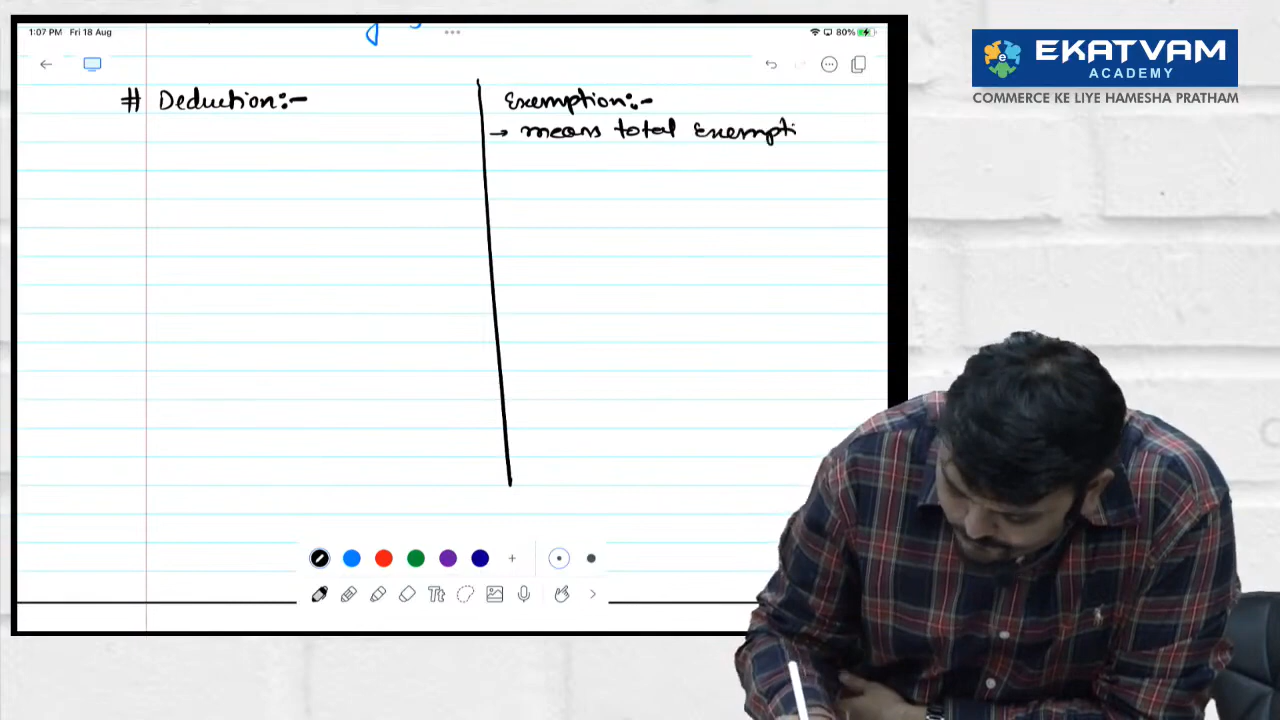 1:07 PM Fri 18 Aug
80%
# Deduction:-
Exemption:-
→ means total exempti
Tt
EKATVAM
ACADEMY
COMMERCE KE LIYE HAMESHA PRATHAM